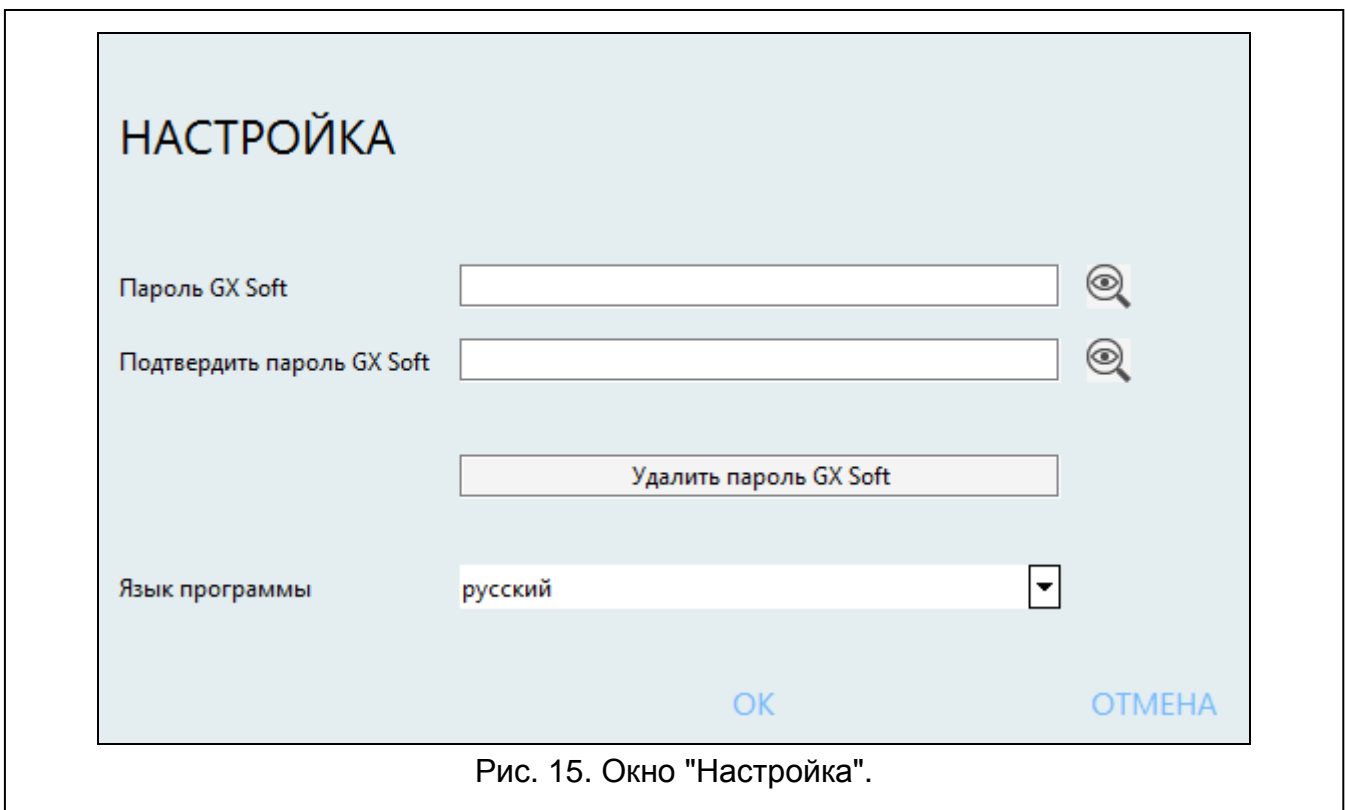 НАСТРОЙКА
Пароль GX Soft
Подтвердить пароль GX Soft
Удалить пароль GX Soft
Язык программы русский
OK ОТМЕНА
Рис. 15. Окно "Настройка".